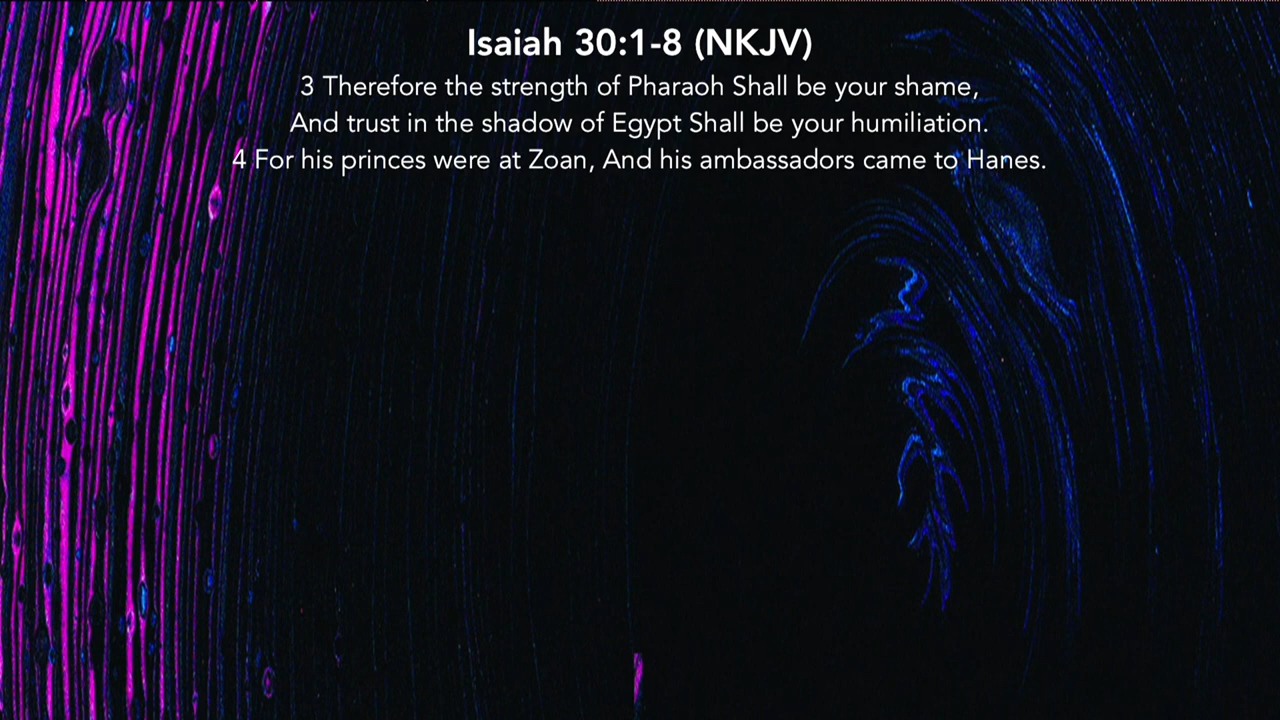 Isaiah 30:1-8 (NKJV)
3 Therefore the strength of Pharaoh Shall be your shame,
And trust in the shadow of Egypt Shall be your humiliation.
4 For his princes were at Zoan, And his ambassadors came to Hanes.